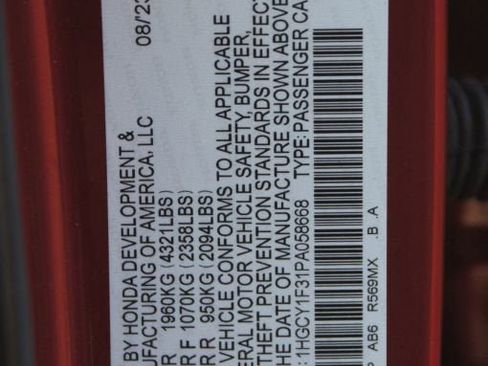 BY HONDA DEVELOPMENT &
UFACTURING OF AMERICA, LLC 08/'23
R 1960KG (4321LBS)
R F 1070KG (2358LBS)
R R 950KG (2094LBS)
VEHICLE CONFORMS TO ALL APPLICABLE
ERAL MOTOR VEHICLE SAFETY, BUMPER,
THEFT PREVENTION STANDARDS IN EFFECT
HE DATE OF MANUFACTURE SHOWN ABOVE
: 1HGCY1F31PA058668 TYPE: PASSENGER CA
P AB6 R569MX .B .A